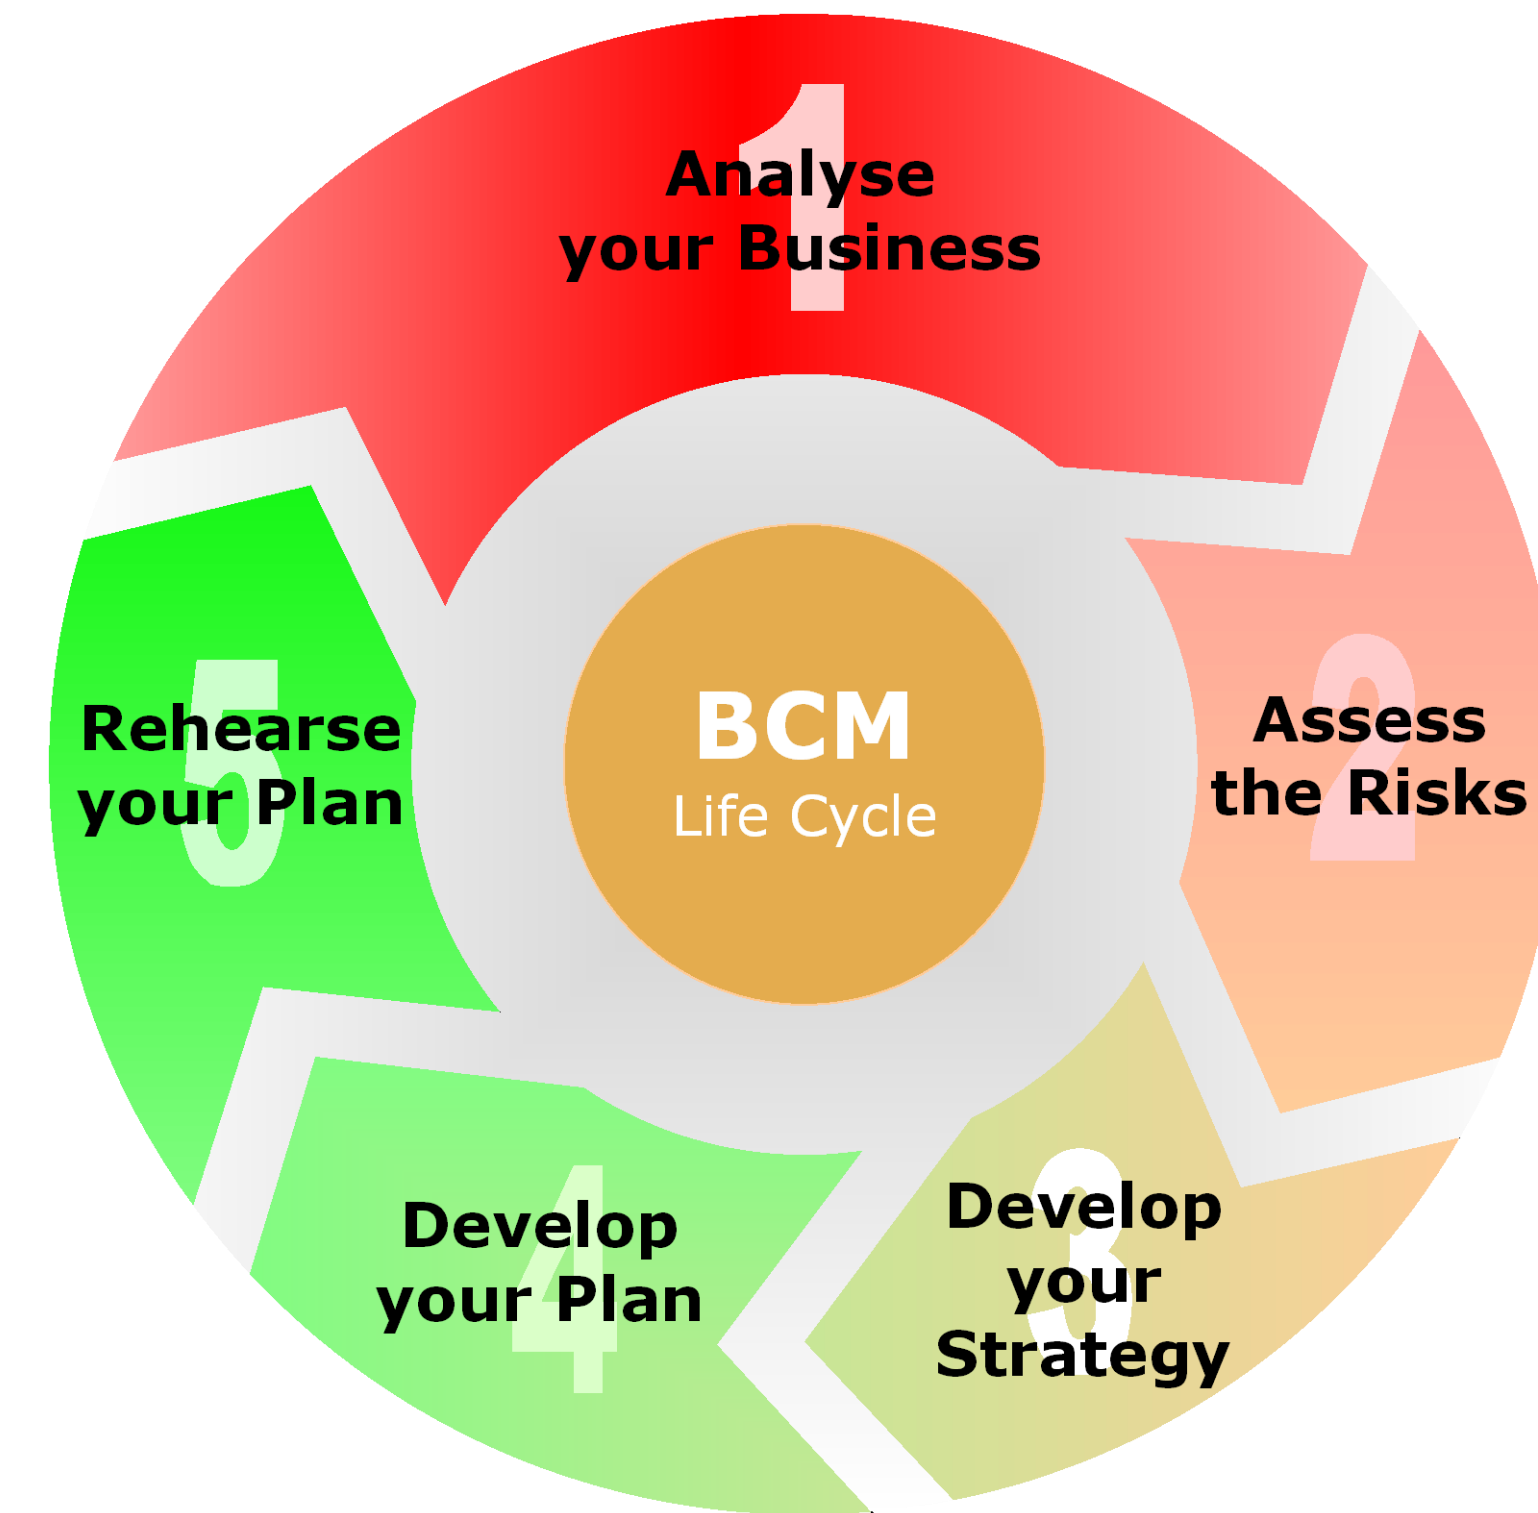 1
Analyse
your Business
2
Assess
the Risks
3
Develop
your
Strategy
4
Develop
your Plan
5
Rehearse
your Plan
BCM
Life Cycle